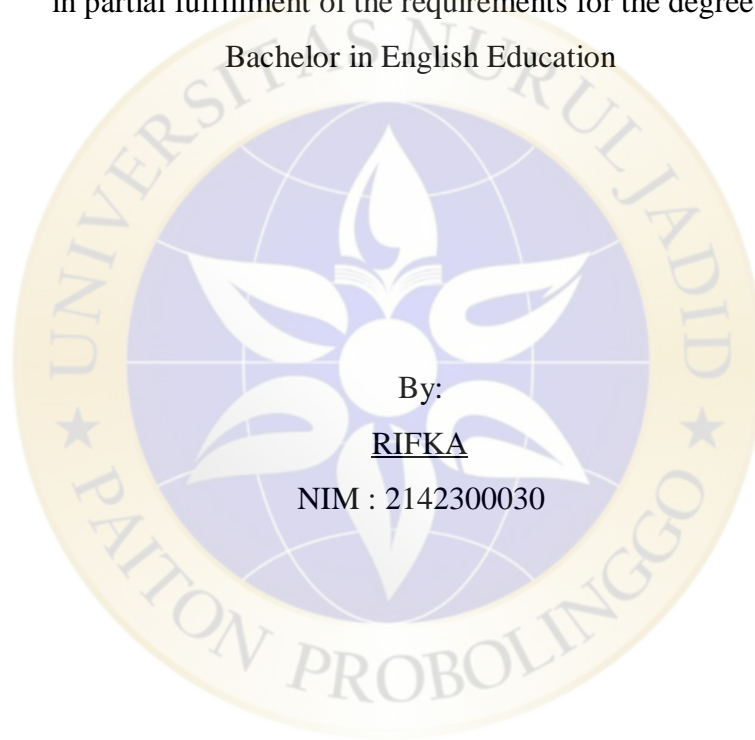 in partial fulfillment of the requirements for the degree
Bachelor in English Education
By:
RIFKA
NIM : 2142300030
UNIVERSITAS NURUL JADID
★ PAITON PROBOLINGGO ★